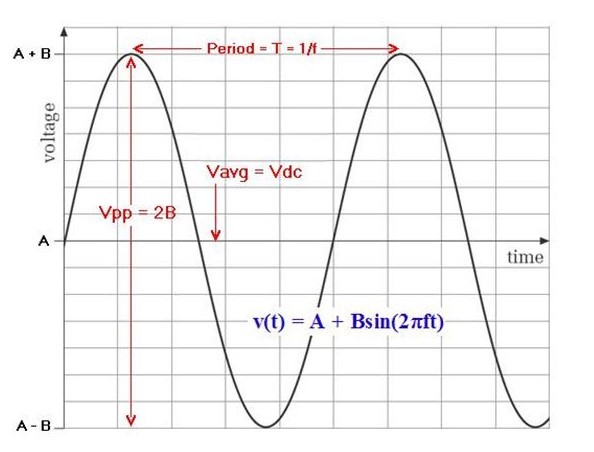 A + B
Period = T = 1/f
voltage
Vavg = Vdc
Vpp = 2B
A
time
v(t) = A + Bsin(2πft)
A - B